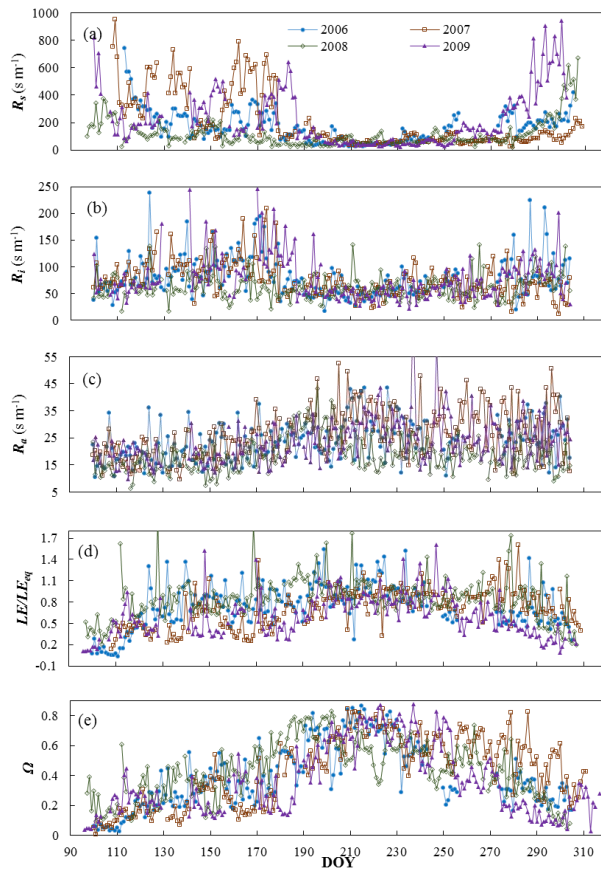 (a)
2006 2007
2008 2009
1000
800
600
400
200
0
R_s (s m⁻¹)
(b)
250
200
150
100
50
0
R_i (s m⁻¹)
(c)
55
45
35
25
15
5
R_a (s m⁻¹)
(d)
1.7
1.4
1.1
0.8
0.5
0.2
-0.1
LE/LE_eq
(e)
0.8
0.6
0.4
0.2
0
Ω
90 110 130 150 170 190 210 230 250 270 290 310
DOY